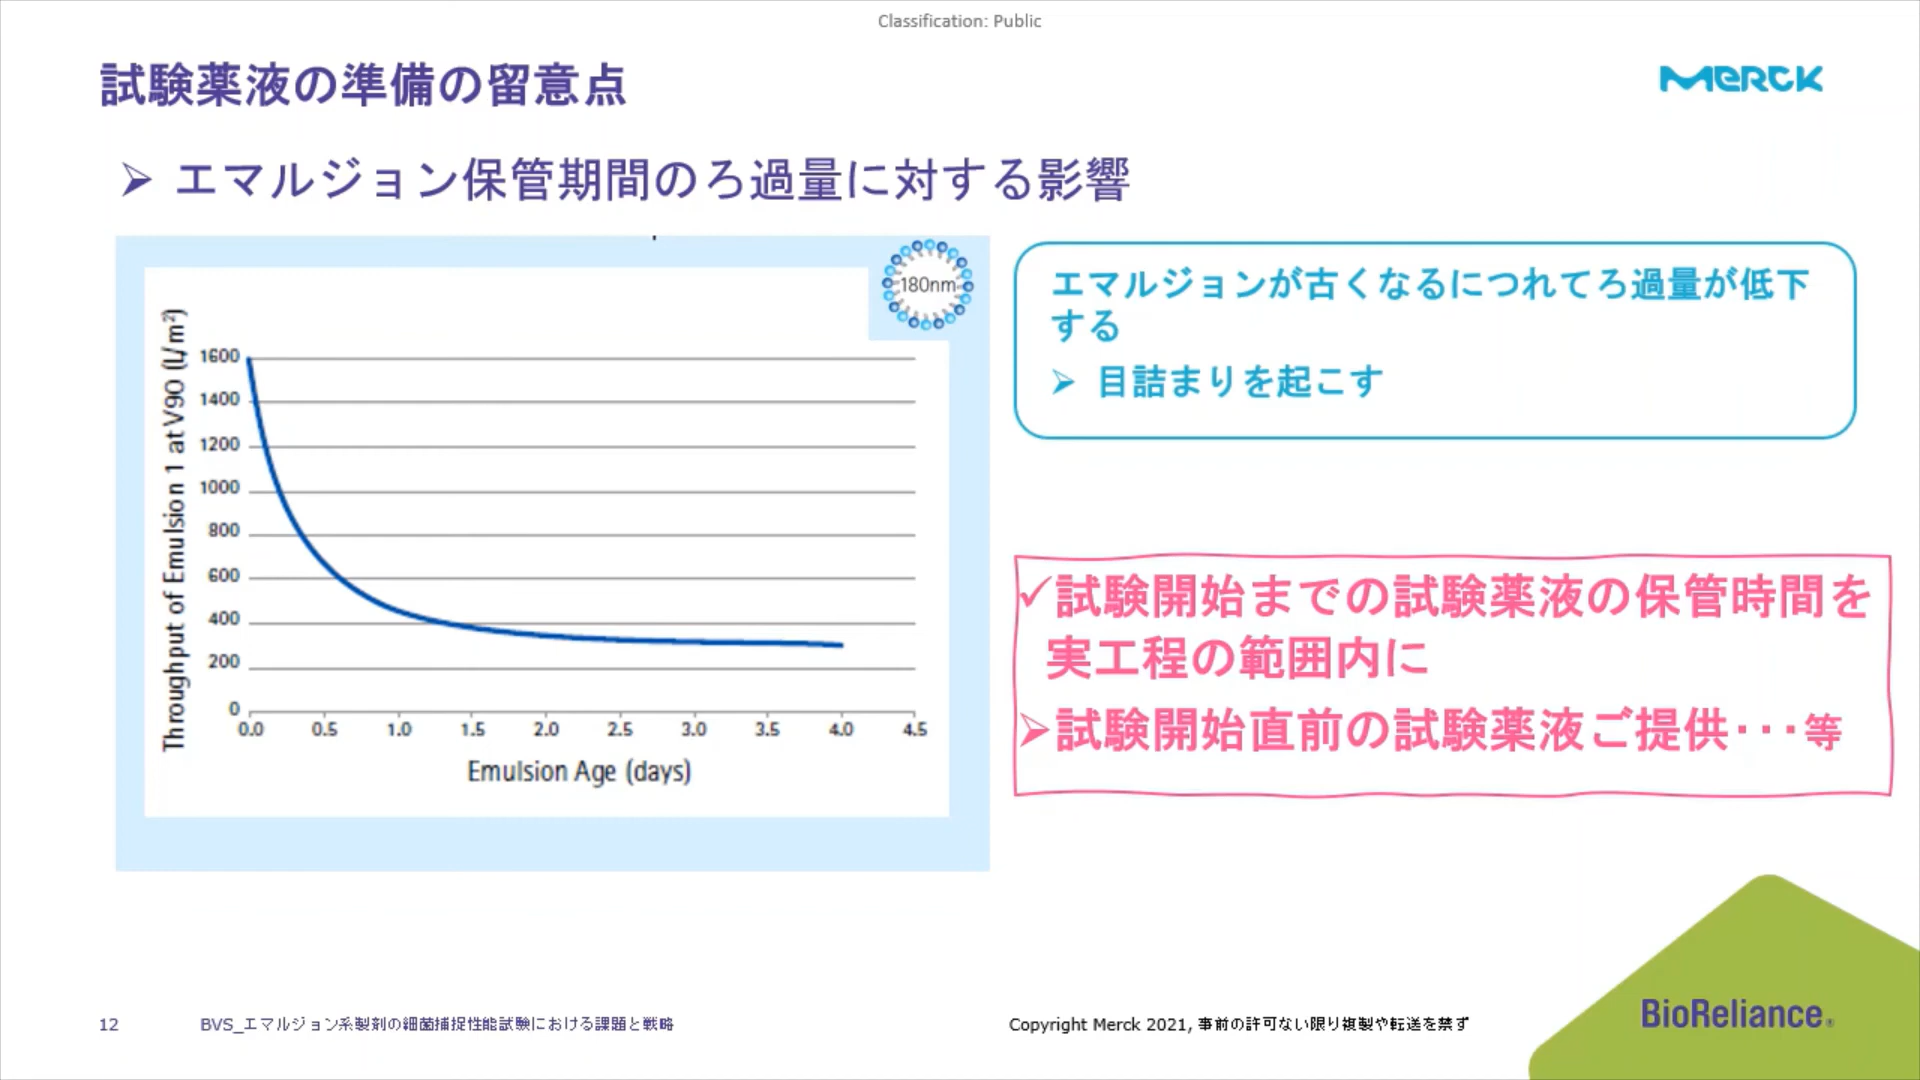 Classification: Public
試験薬液の準備の留意点
MERCK
➢ エマルジョン保管期間のろ過量に対する影響
180nm
Throughput of Emulsion 1 at V90 (L/m²)
1600
1400
1200
1000
800
600
400
200
0
0.0 0.5 1.0 1.5 2.0 2.5 3.0 3.5 4.0 4.5
Emulsion Age (days)
エマルジョンが古くなるにつれてろ過量が低下
する
➢ 目詰まりを起こす
✓試験開始までの試験薬液の保管時間を
実工程の範囲内に
➢試験開始直前の試験薬液ご提供･･･等
12
BVS_エマルジョン系製剤の細菌捕捉性能試験における課題と戦略
Copyright Merck 2021, 事前の許可ない限り複製や転送を禁ず
BioReliance®